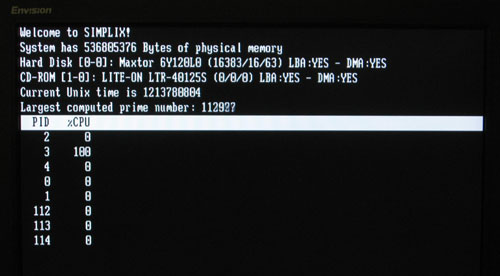 Envision
Welcome to SIMPLIX!
System has 536805376 Bytes of physical memory
Hard Disk [0-0]: Maxtor 6Y120L0 (16383/16/63) LBA:YES - DMA:YES
CD-ROM [1-0]: LITE-ON LTR-40125S (0/0/0) LBA:YES - DMA:YES
Current Unix time is 1213780804
Largest computed prime number:
PID %CPU
2 0
3 100
4 0
0 0
1 0
112 0
113 0
114 0